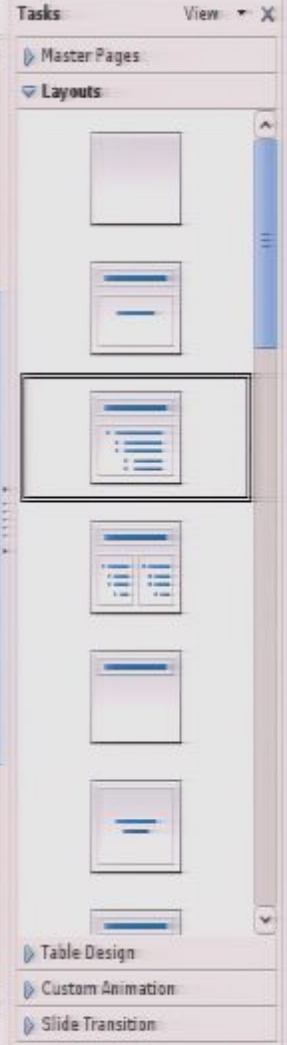 Tasks View
Master Pages
Layouts
Table Design
Custom Animation
Slide Transition